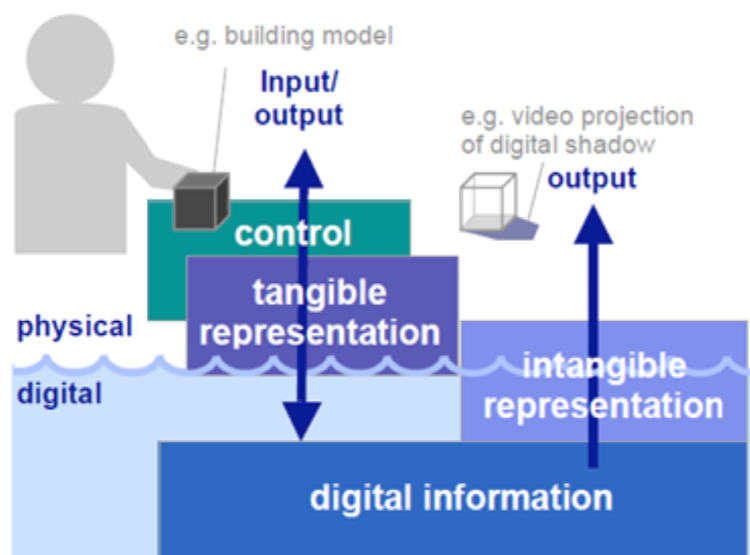 e.g. building model
Input/
output
e.g. video projection
of digital shadow
output
control
tangible
representation
physical
digital
intangible
representation
digital information